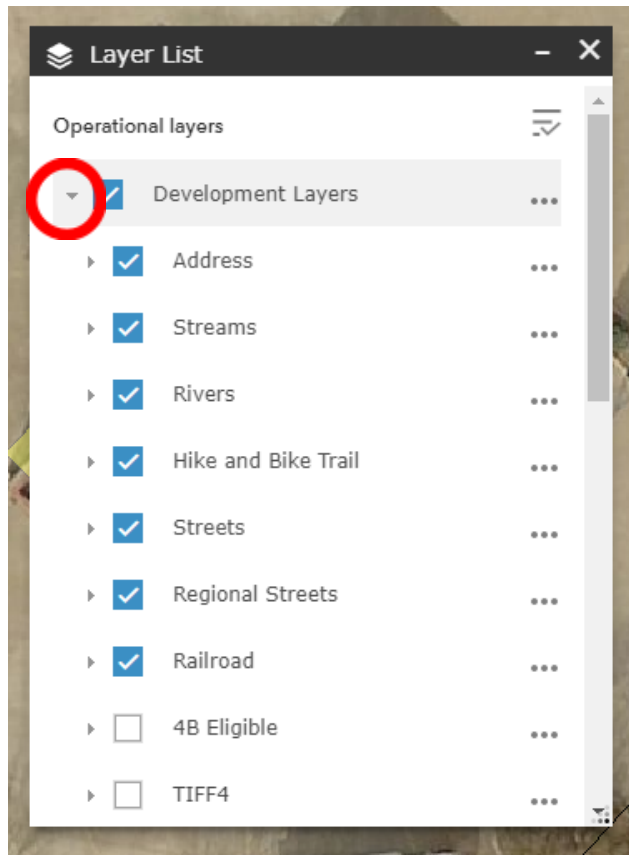 Layer List
Operational layers
Development Layers
Address
Streams
Rivers
Hike and Bike Trail
Streets
Regional Streets
Railroad
4B Eligible
TIFF4